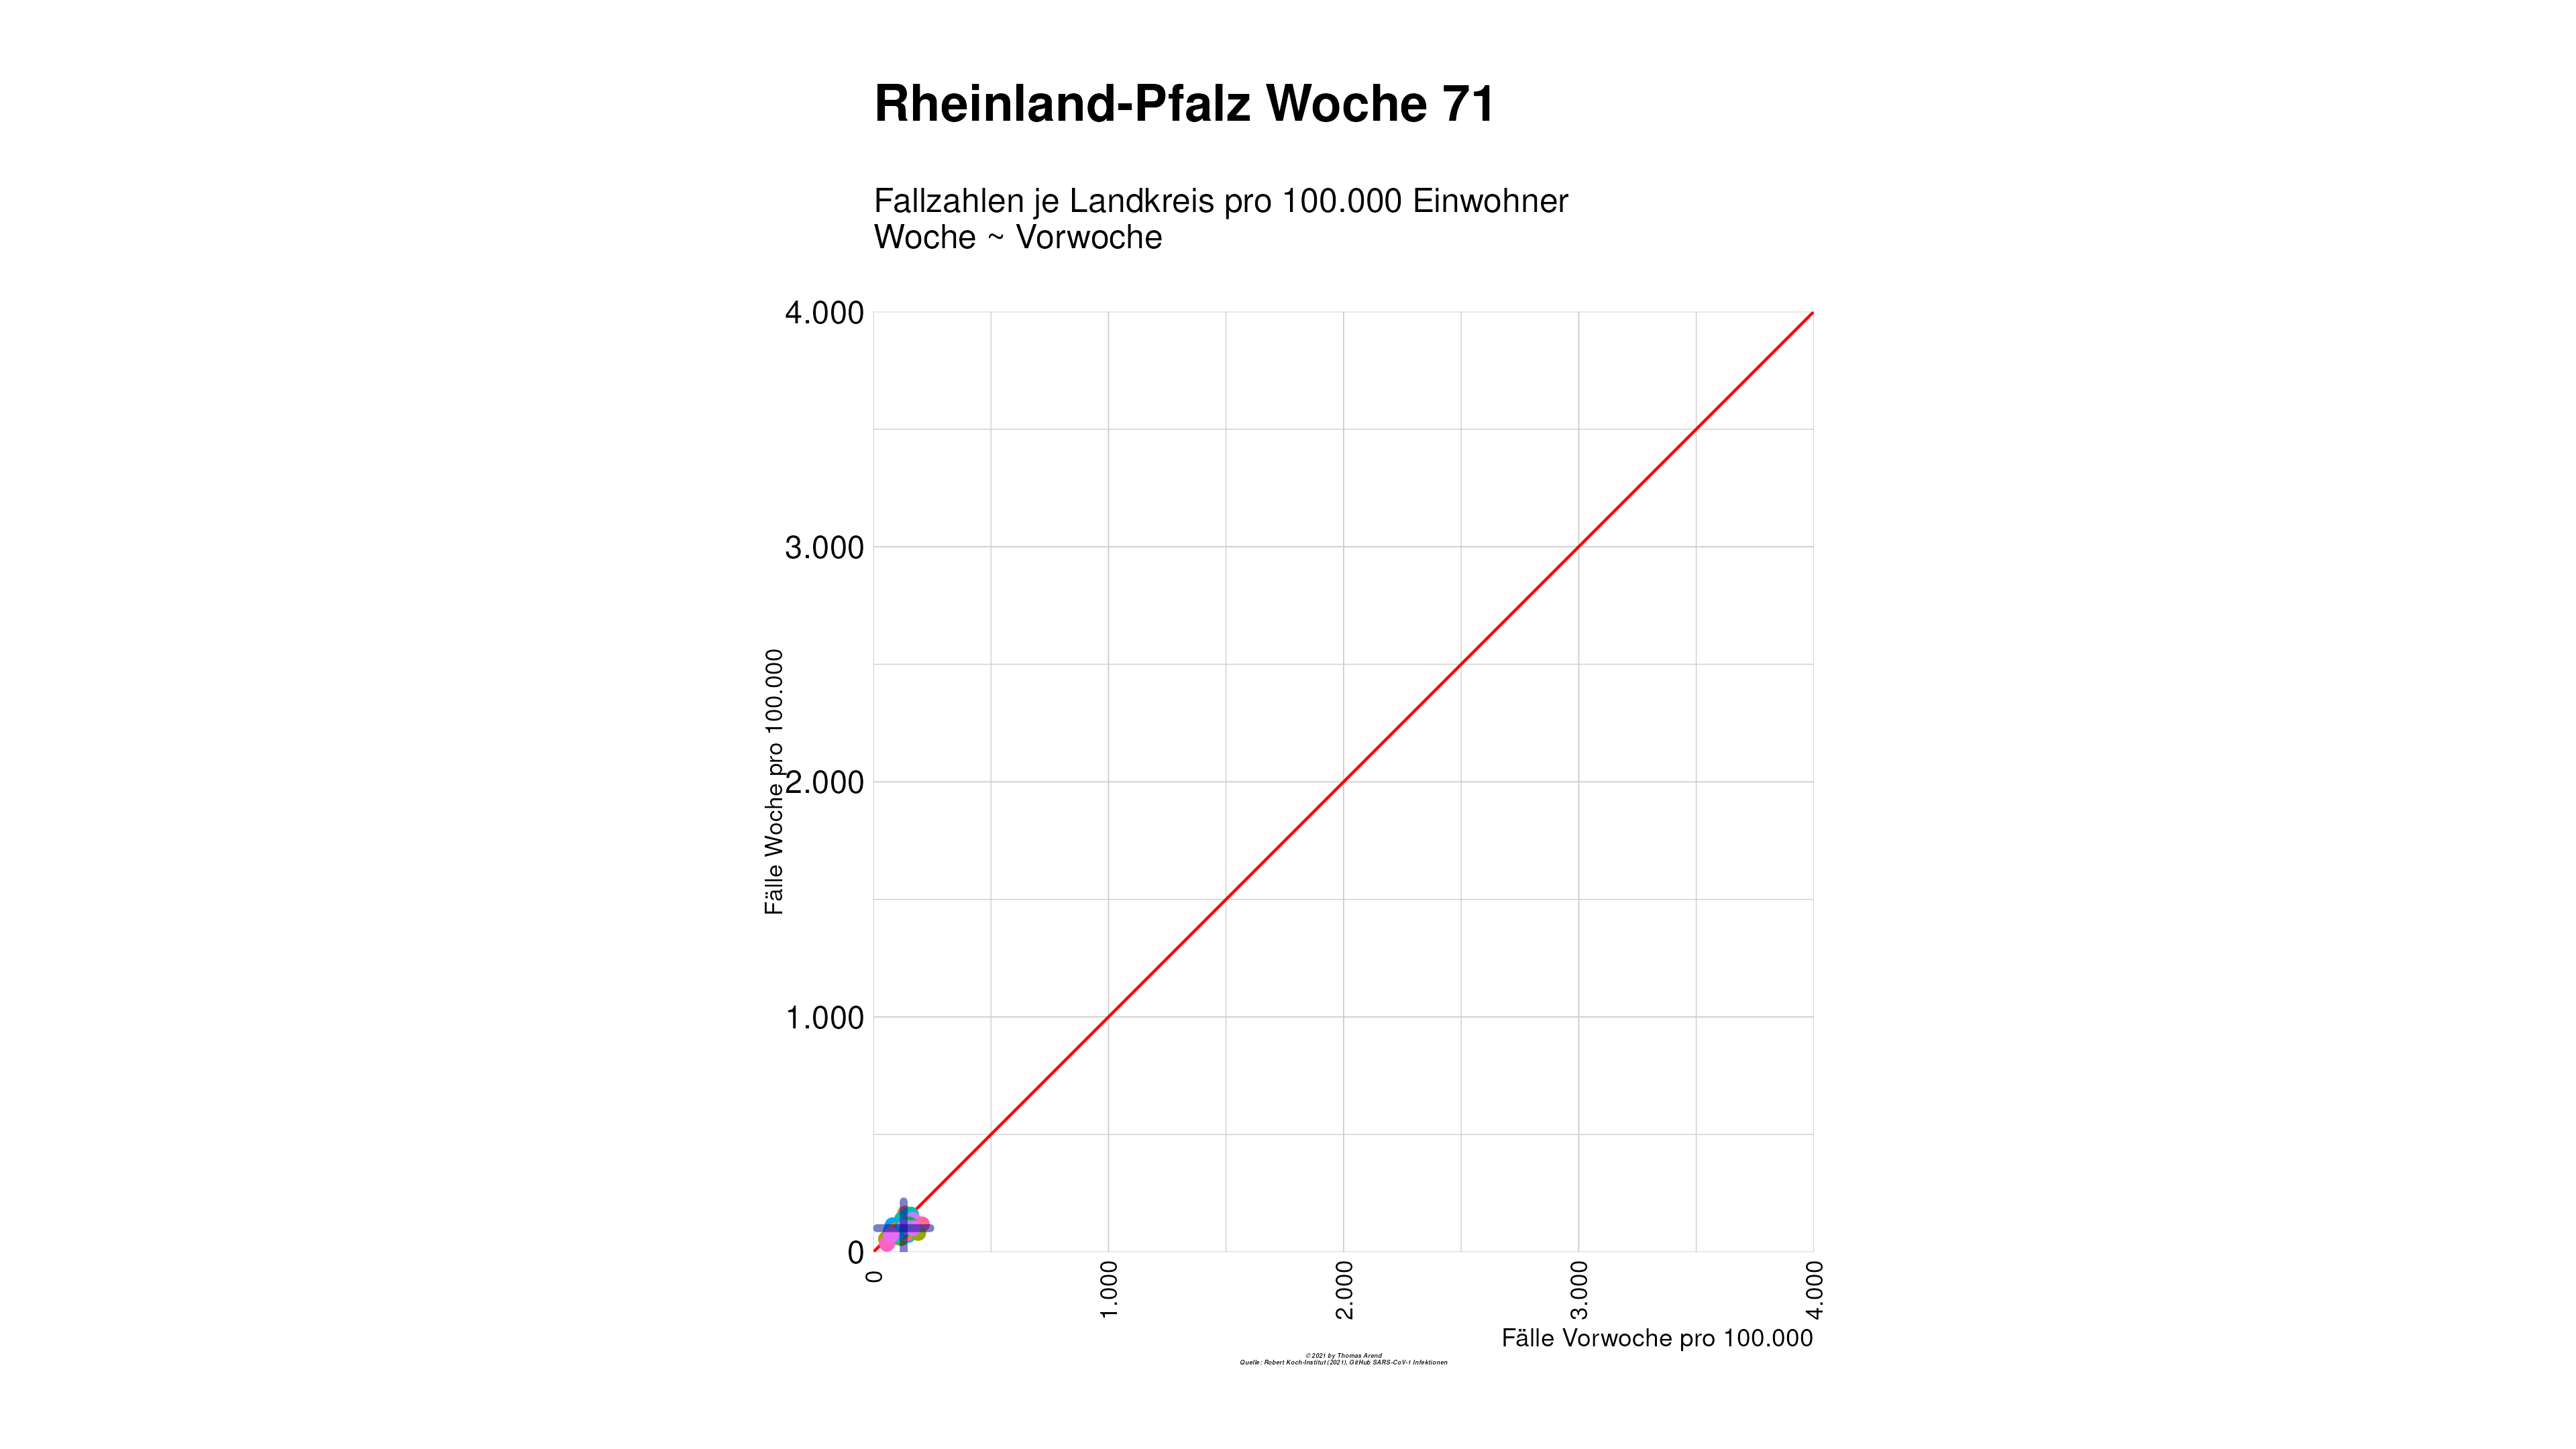 Rheinland-Pfalz Woche 71
Fallzahlen je Landkreis pro 100.000 Einwohner
Woche ~ Vorwoche
4.000
3.000
2.000
1.000
0
Fälle Woche pro 100.000
0
1.000
2.000
3.000
4.000
Fälle Vorwoche pro 100.000
© 2021 by Thomas Arend
Quelle: Robert Koch-Institut (2021), GitHub SARS-CoV-1 Infektionen